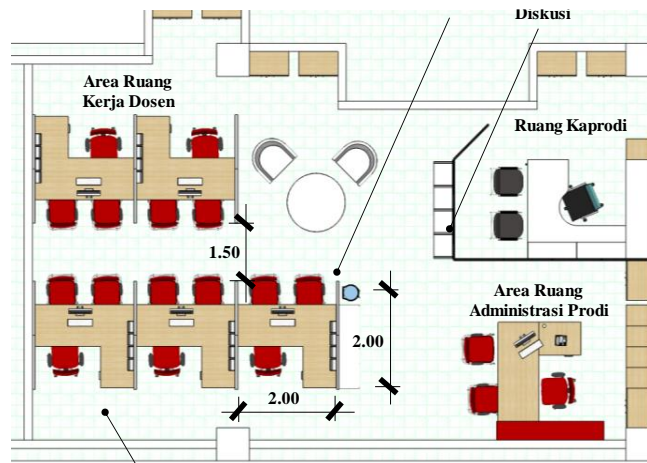 Diskusi
Area Ruang
Kerja Dosen
Ruang Kaprodi
1.50
Area Ruang
Administrasi Prodi
2.00
2.00